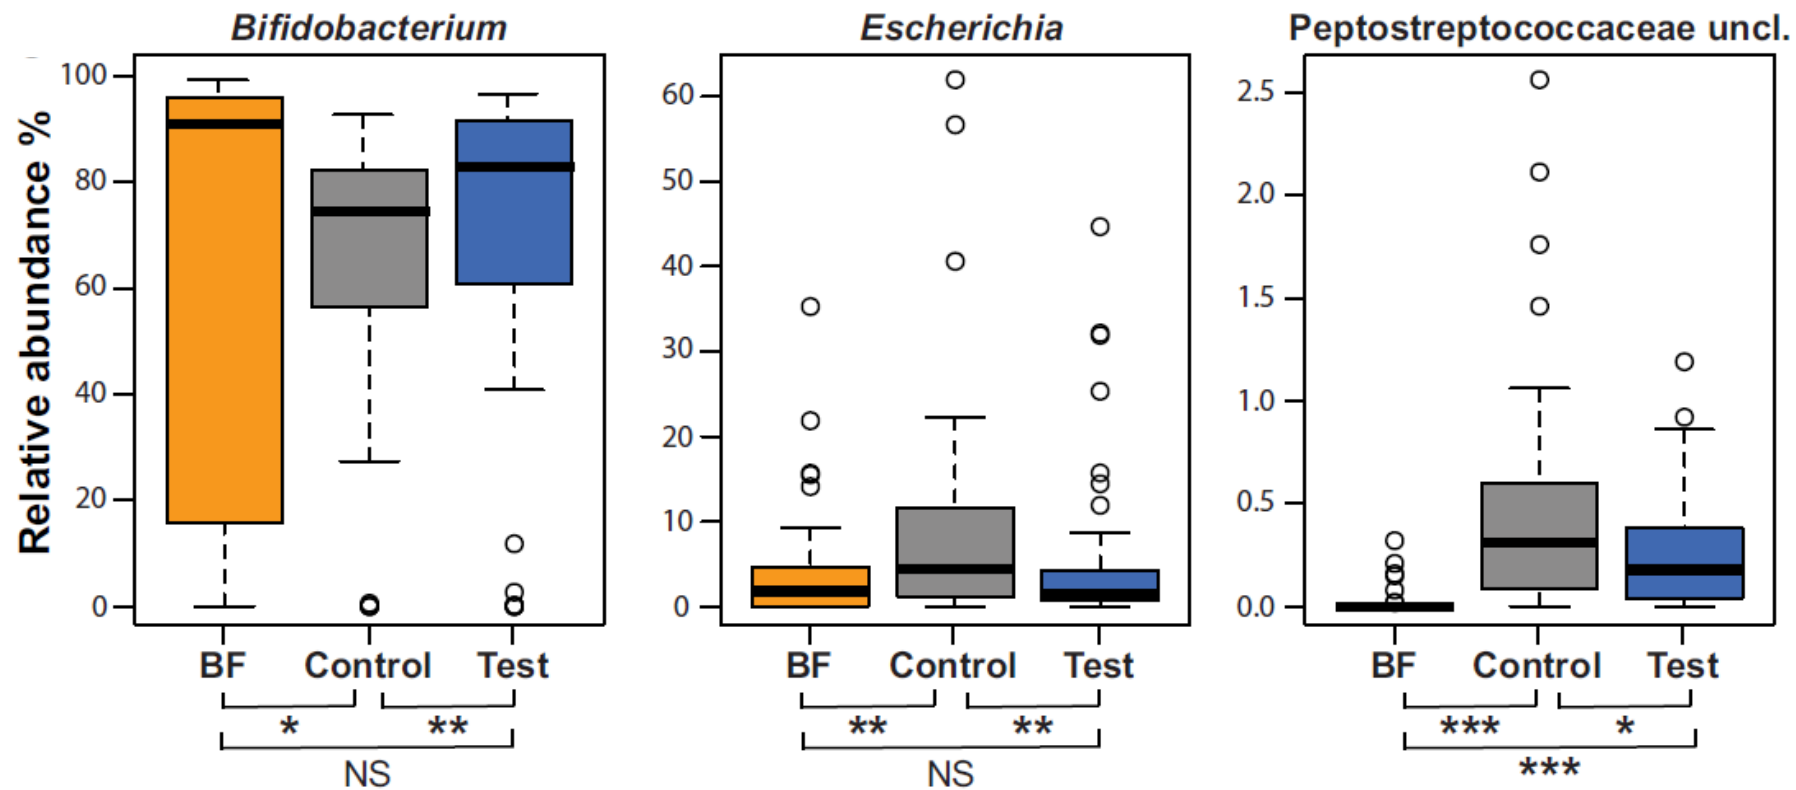 Bifidobacterium
Escherichia
Peptostreptococcaceae uncl.
Relative abundance %
100
80
60
40
20
0
60
50
40
30
20
10
0
2.5
2.0
1.5
1.0
0.5
0.0
BF Control Test
BF Control Test
BF Control Test
* **
NS
** **
NS
*** *
***